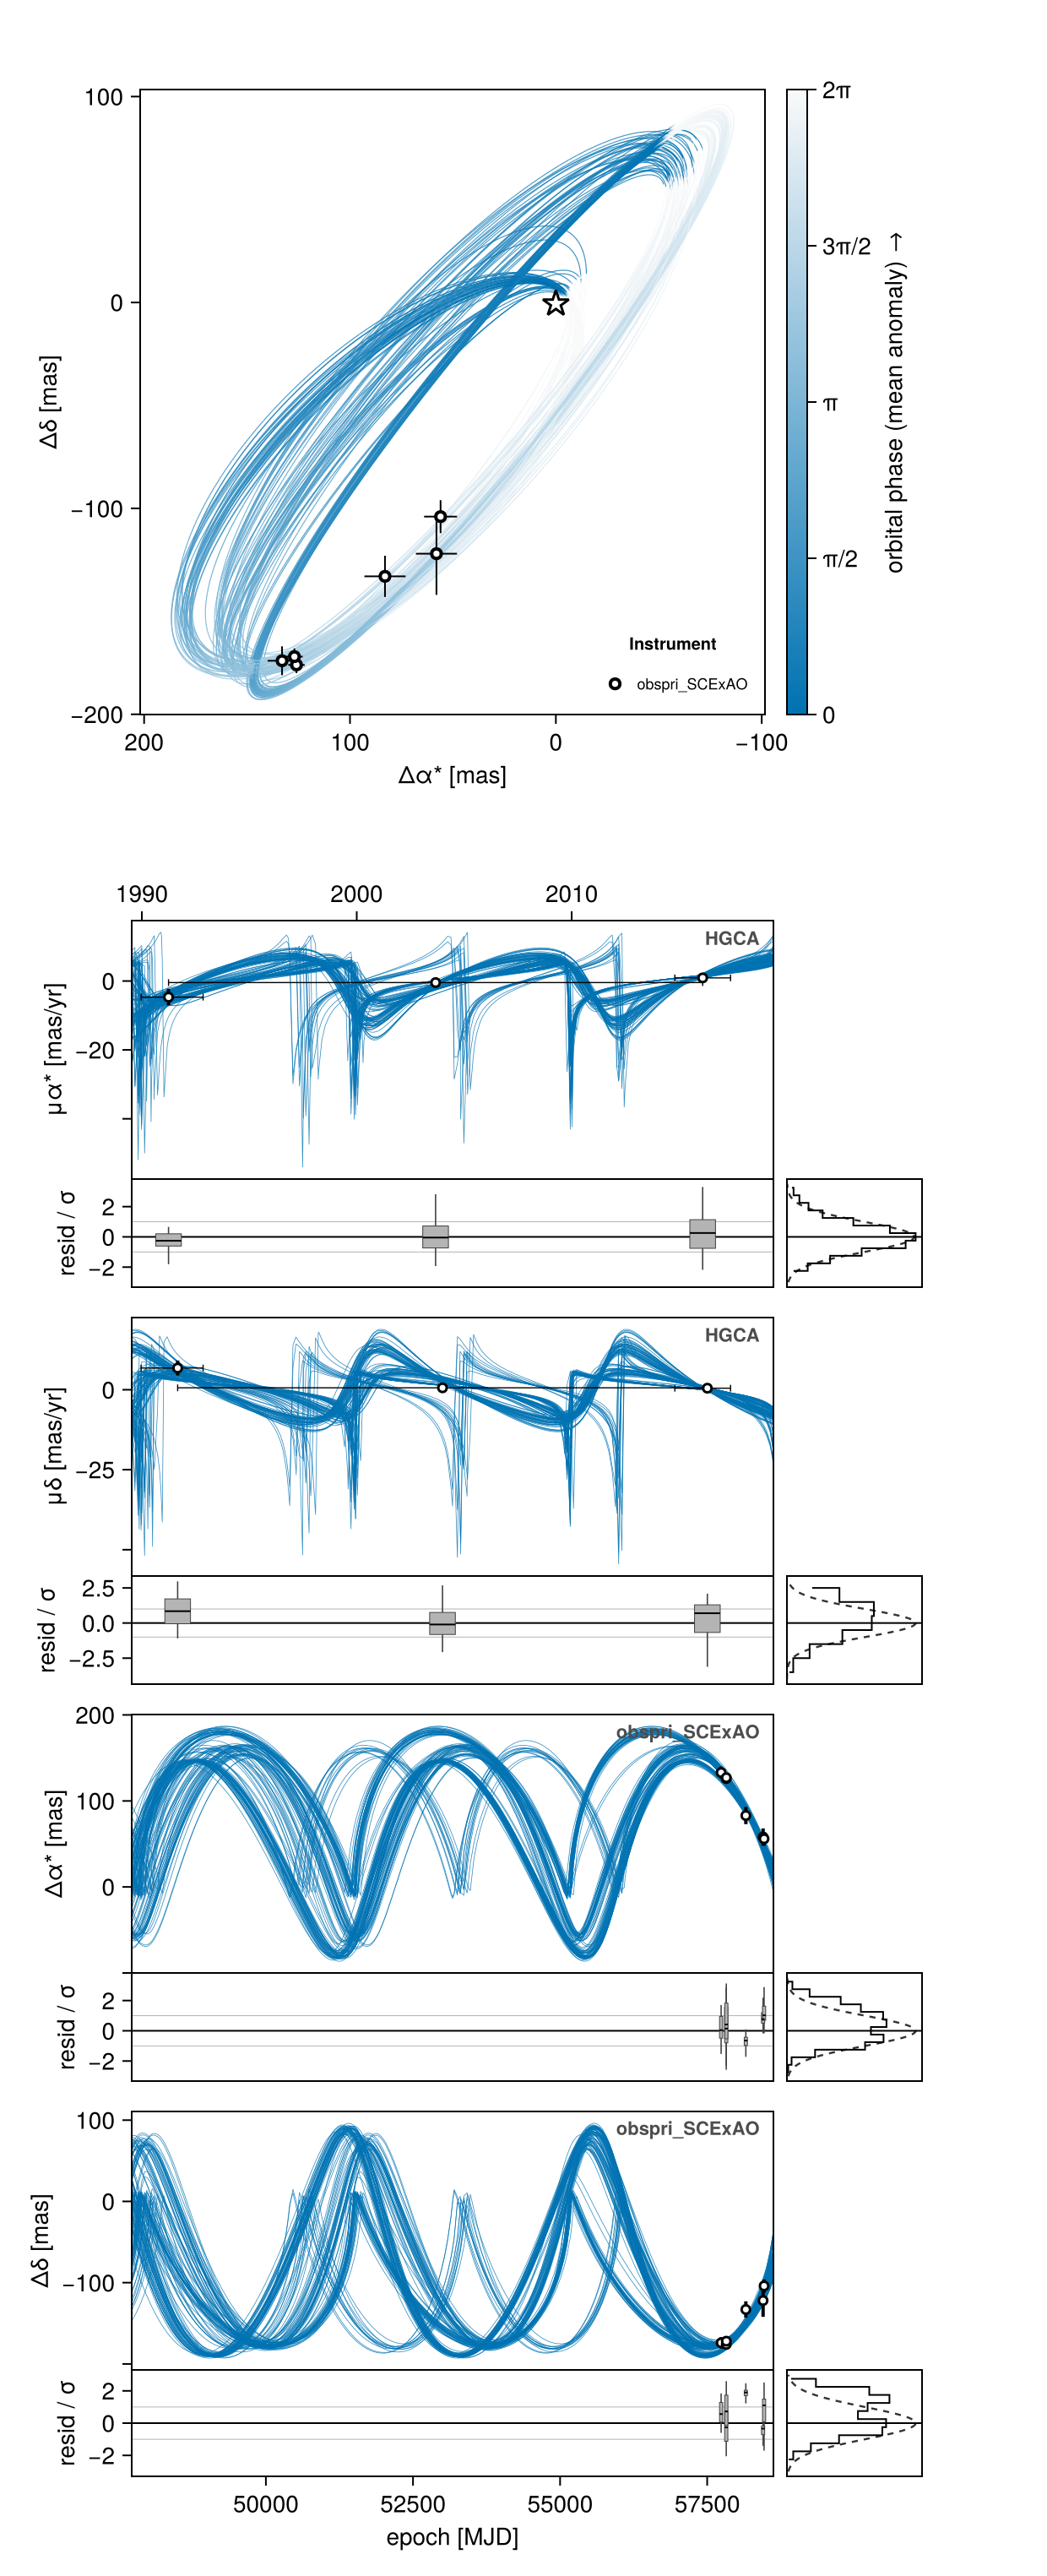 100
0
−100
−200
Δδ [mas]
200
100
0
−100
Δα* [mas]
Instrument
obspri_SCExAO
2π
3π/2
π
π/2
0
orbital phase (mean anomaly) →
1990
2000
2010
HGCA
0
−20
μα* [mas/yr]
2
0
−2
resid / σ
HGCA
0
−25
μδ [mas/yr]
2.5
0.0
−2.5
resid / σ
obspri_SCExAO
200
100
0
Δα* [mas]
2
0
−2
resid / σ
obspri_SCExAO
100
0
−100
Δδ [mas]
2
0
−2
resid / σ
50000
52500
55000
57500
epoch [MJD]